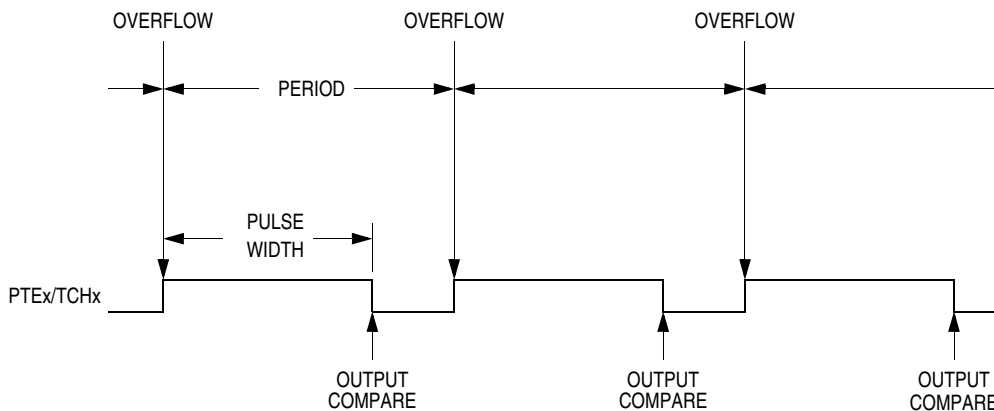 OVERFLOW
OVERFLOW
OVERFLOW
PERIOD
PULSE
WIDTH
PTEx/TCHx
OUTPUT
COMPARE
OUTPUT
COMPARE
OUTPUT
COMPARE